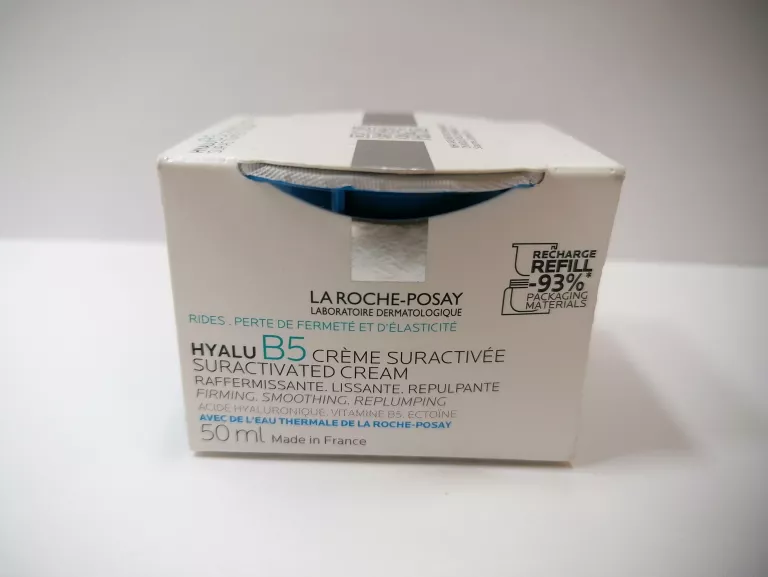 HYALU
LA ROCHE-POSAY
LABORATOIRE DERMATOLOGIQUE
RECHARGE
REFILL
-93%*
PACKAGING
MATERIALS
RIDES . PERTE DE FERMETÉ ET D'ÉLASTICITÉ
HYALU B5 CRÈME SURACTIVÉE
SURACTIVATED CREAM
RAFFERMISSANTE. LISSANTE. REPULPANTE
FIRMING. SMOOTHING. REPLUMPING
ACIDE HYALURONIQUE. VITAMINE B5. ECTOÏNE
AVEC DE L'EAU THERMALE DE LA ROCHE-POSAY
50 ml Made in France